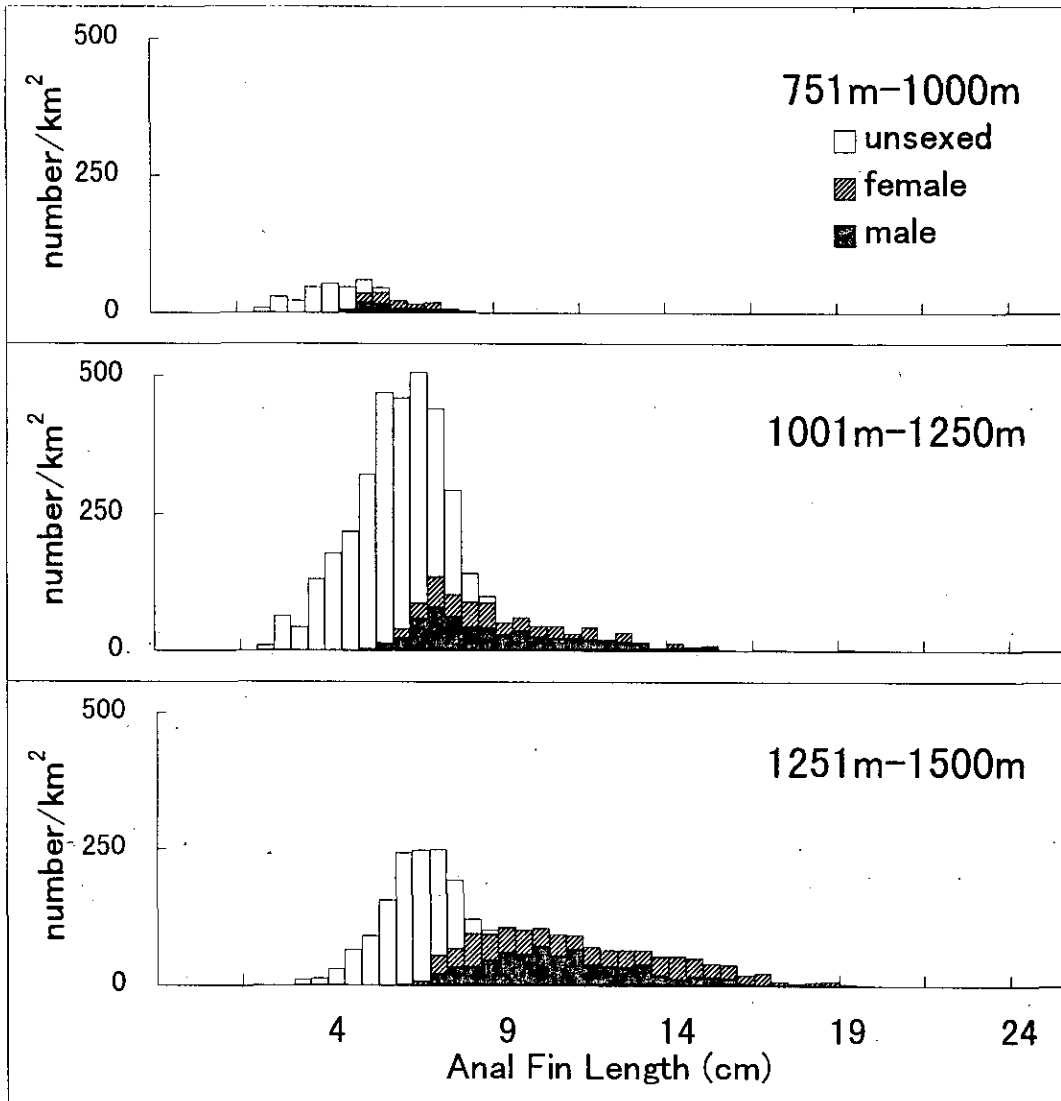 500
250
0
number/km²
751m-1000m
unsexed
female
male
500
250
0
number/km²
1001m-1250m
500
250
0
number/km²
1251m-1500m
4 9 14 19 24
Anal Fin Length (cm)